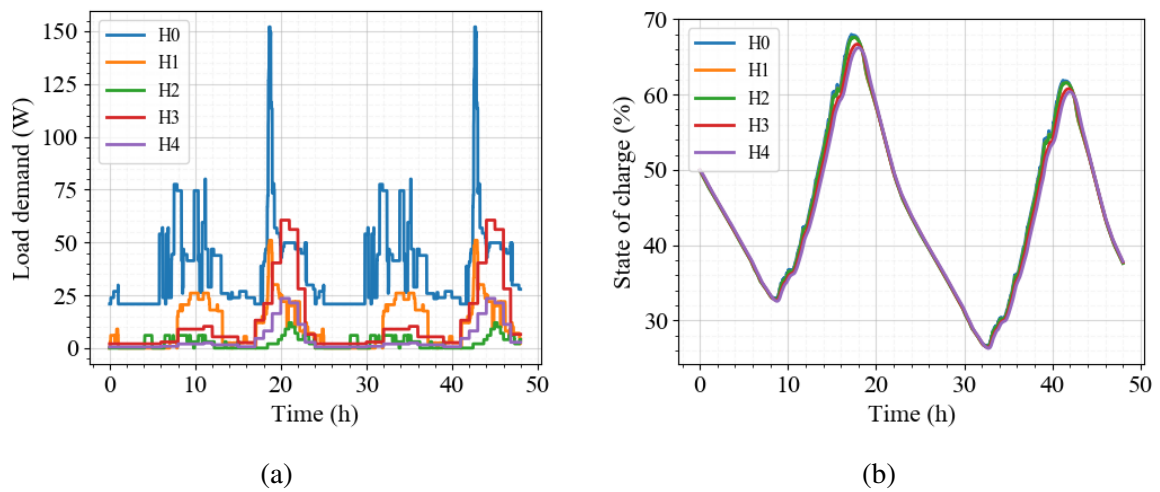 H0
H1
H2
H3
H4
150
125
100
75
50
25
0
0 10 20 30 40 50
Load demand (W)
Time (h)
(a)
H0
H1
H2
H3
H4
70
60
50
40
30
0 10 20 30 40 50
State of charge (%)
Time (h)
(b)